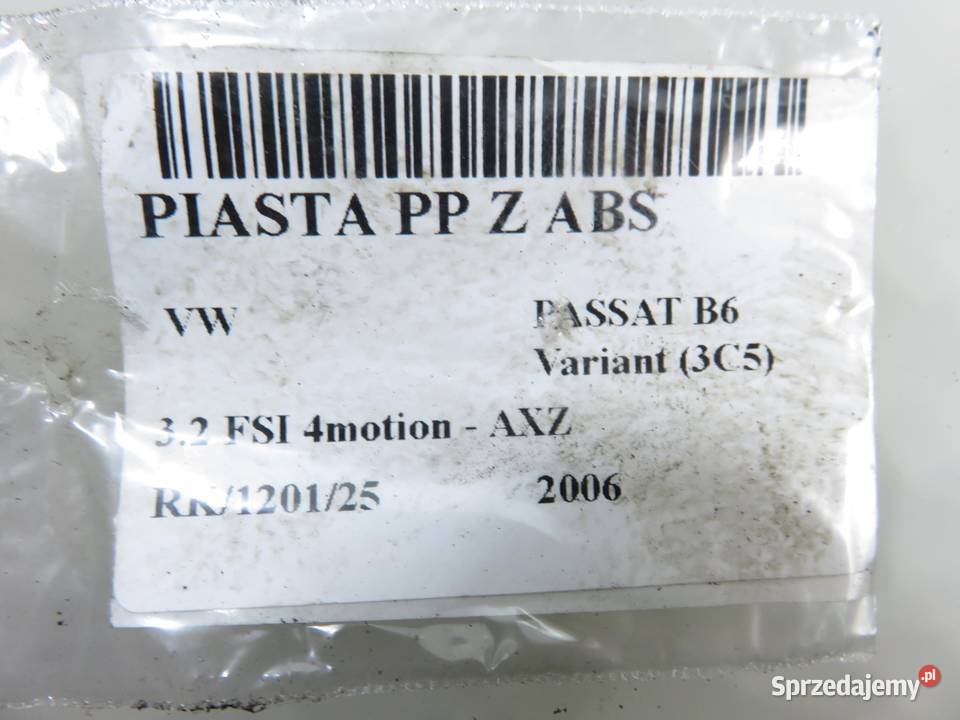 PIASTA PP Z ABS
VW
PASSAT B6
Variant (3C5)
3.2 FSI 4motion - AXZ
RK/1201/25
2006
Sprzedajemy.pl